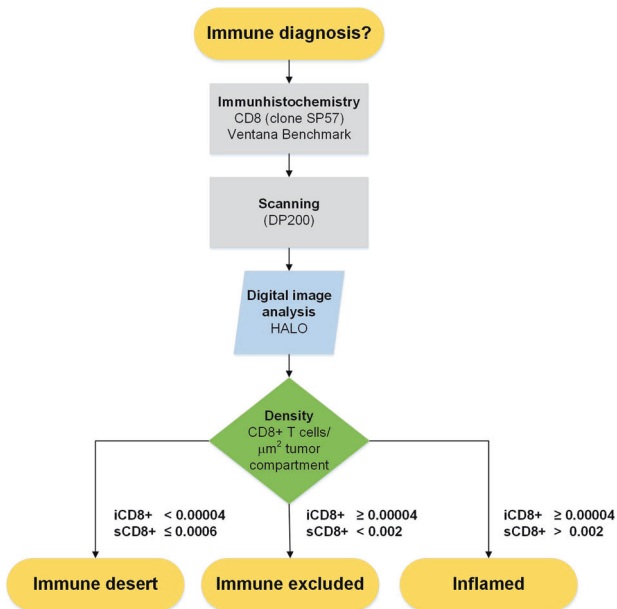 Immune diagnosis?
Immunhistochemistry
CD8 (clone SP57)
Ventana Benchmark
Scanning
(DP200)
Digital image
analysis
HALO
Density
CD8+ T cells/
μm² tumor
compartment
iCD8+ < 0.00004
sCD8+ ≤ 0.0006
iCD8+ ≥ 0.00004
sCD8+ < 0.002
iCD8+ ≥ 0.00004
sCD8+ > 0.002
Immune desert
Immune excluded
Inflamed